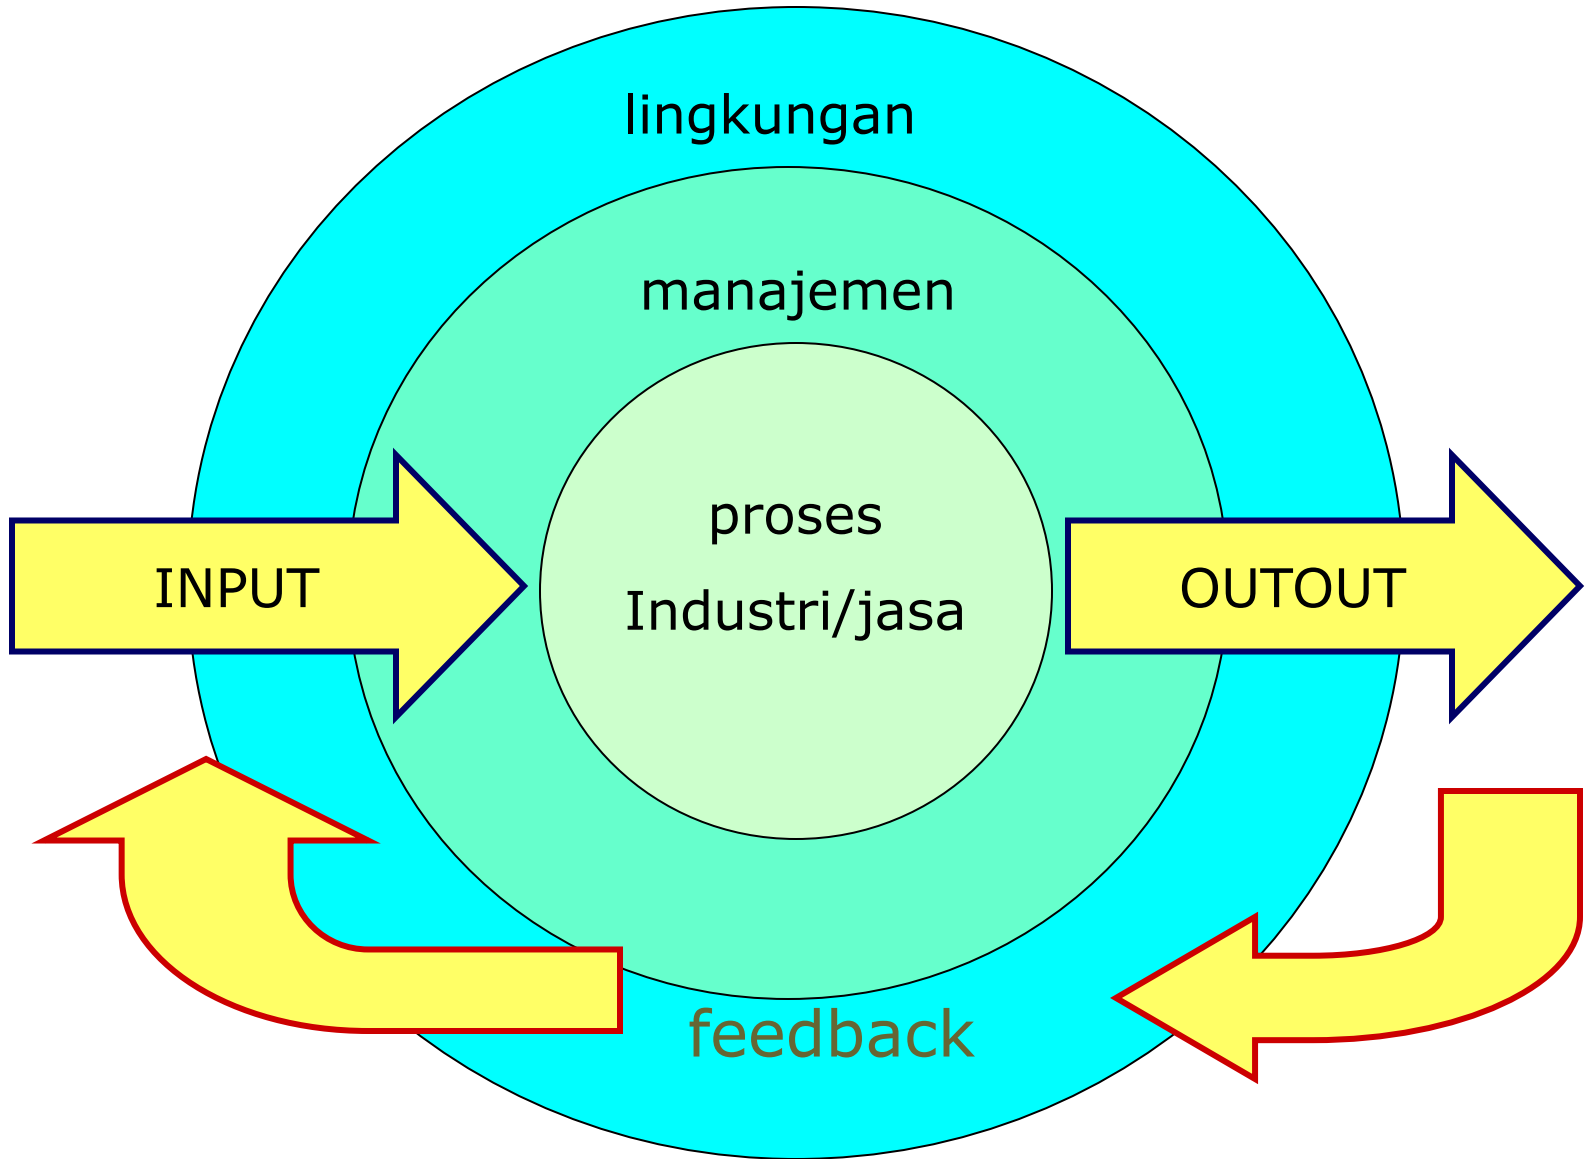 lingkungan
manajemen
proses
Industri/jasa
INPUT
OUTOUT
feedback